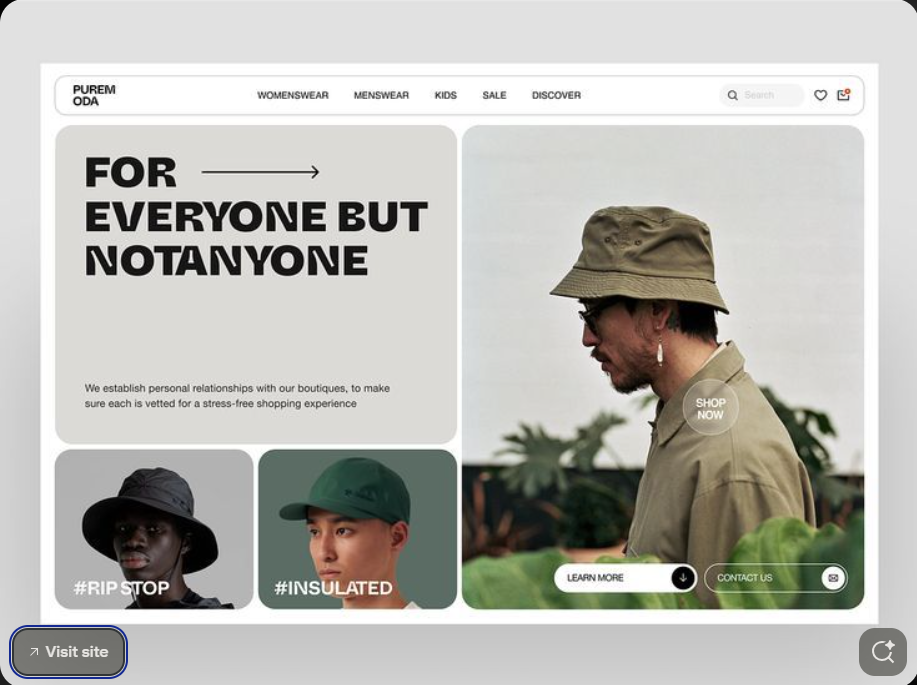 PUREM
ODA
WOMENSWEAR MENSWEAR KIDS SALE DISCOVER
Search
FOR
EVERYONE BUT
NOTANYONE
We establish personal relationships with our boutiques, to make
sure each is vetted for a stress-free shopping experience
SHOP
NOW
#RIPSTOP
#INSULATED
LEARN MORE
CONTACT US
Visit site